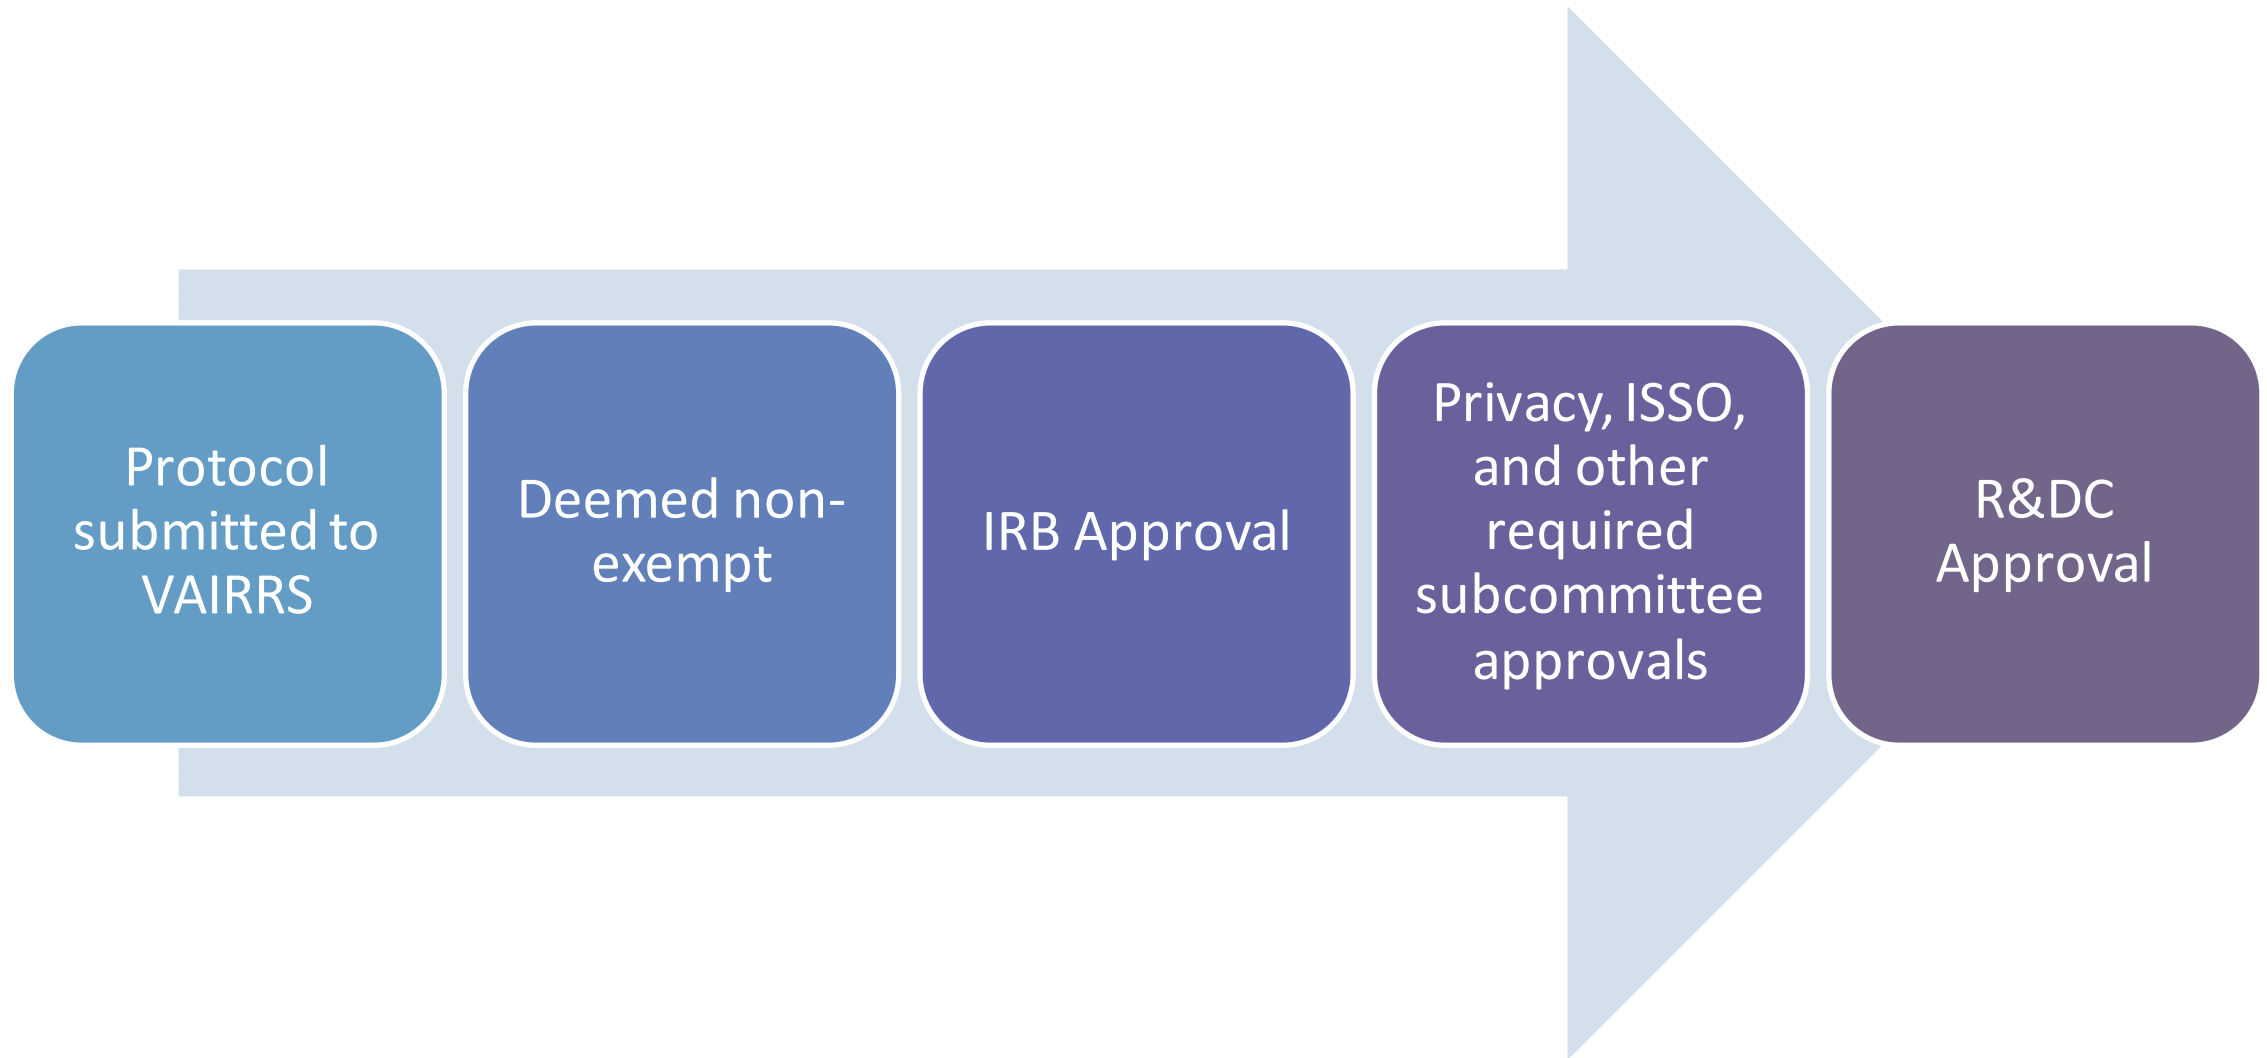 Protocol
submitted to
VAIRRS
Deemed non-
exempt
IRB Approval
Privacy, ISSO,
and other
required
subcommittee
approvals
R&DC
Approval